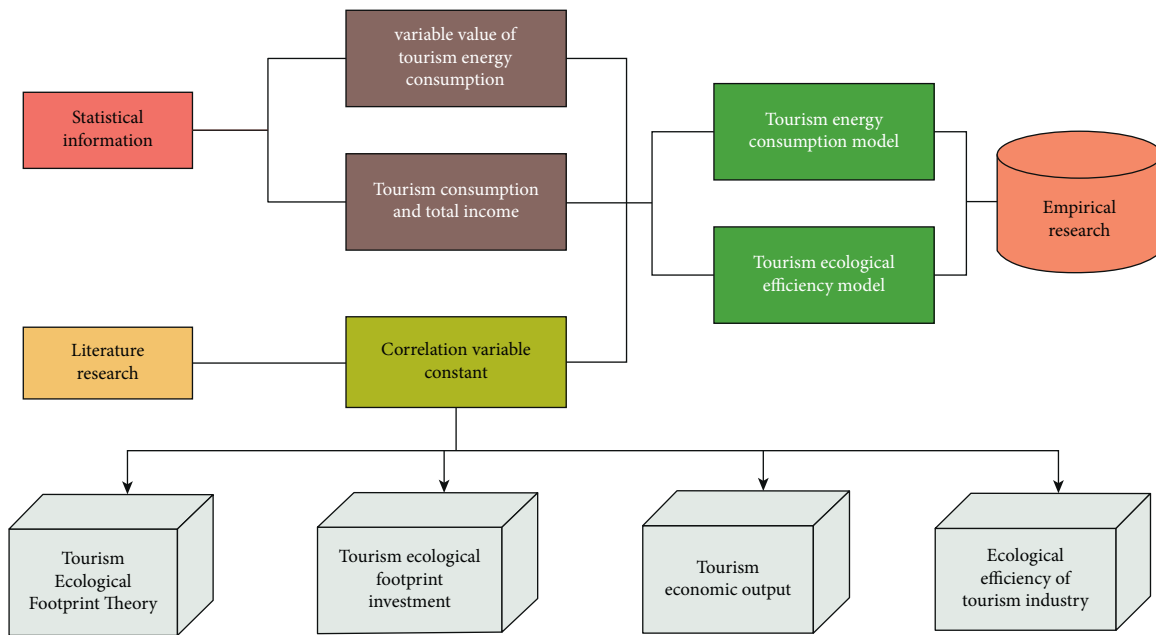 variable value of
tourism energy
consumption
Statistical
information
Tourism consumption
and total income
Tourism energy
consumption model
Tourism ecological
efficiency model
Empirical
research
Literature
research
Correlation variable
constant
Tourism
Ecological
Footprint Theory
Tourism ecological
footprint
investment
Tourism
economic output
Ecological
efficiency of
tourism industry